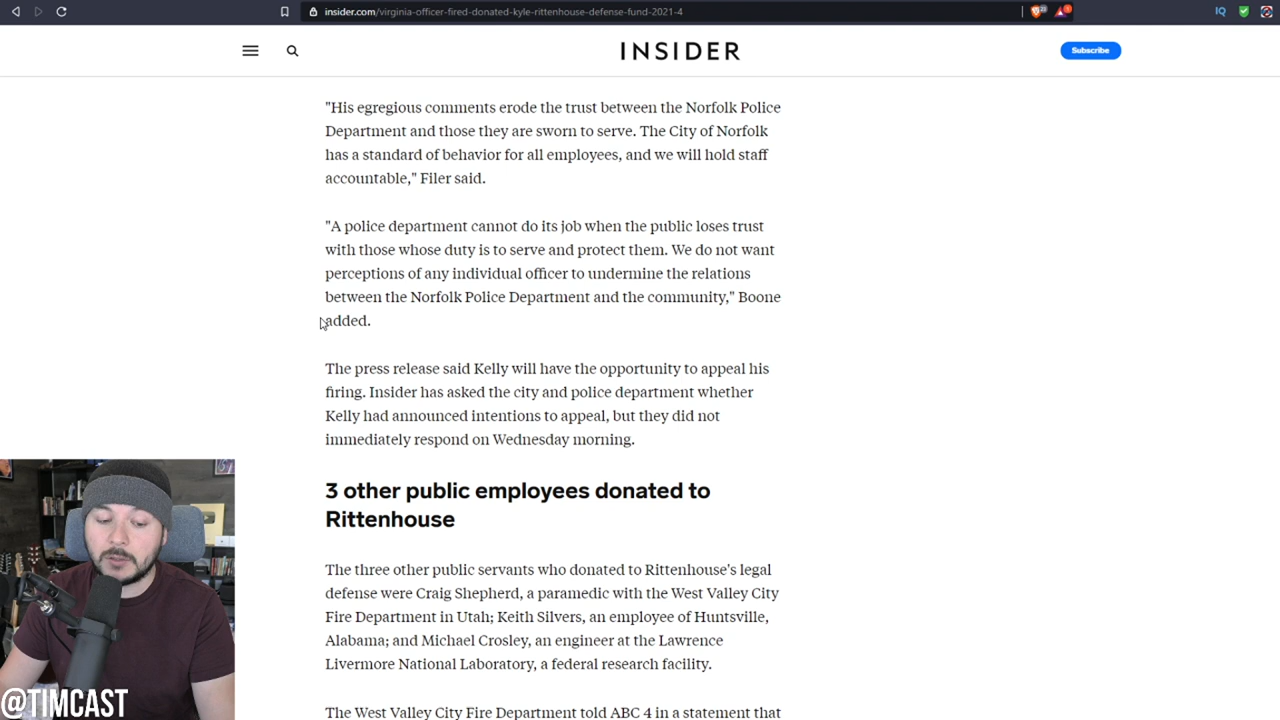 insider.com/virginia-officer-fired-donated-kyle-rittenhouse-defense-fund-2021-4
IQ
INSIDER
Subscribe
"His egregious comments erode the trust between the Norfolk Police
Department and those they are sworn to serve. The City of Norfolk
has a standard of behavior for all employees, and we will hold staff
accountable," Filer said.
"A police department cannot do its job when the public loses trust
with those whose duty is to serve and protect them. We do not want
perceptions of any individual officer to undermine the relations
between the Norfolk Police Department and the community," Boone
added.
The press release said Kelly will have the opportunity to appeal his
firing. Insider has asked the city and police department whether
Kelly had announced intentions to appeal, but they did not
immediately respond on Wednesday morning.
3 other public employees donated to
Rittenhouse
The three other public servants who donated to Rittenhouse's legal
defense were Craig Shepherd, a paramedic with the West Valley City
Fire Department in Utah; Keith Silvers, an employee of Huntsville,
Alabama; and Michael Crosley, an engineer at the Lawrence
Livermore National Laboratory, a federal research facility.
The West Valley City Fire Department told ABC 4 in a statement that
@TIMCAST